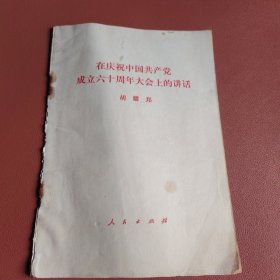 在庆祝中国共产党
成立六十周年大会上的讲话
胡耀邦
人民出版社